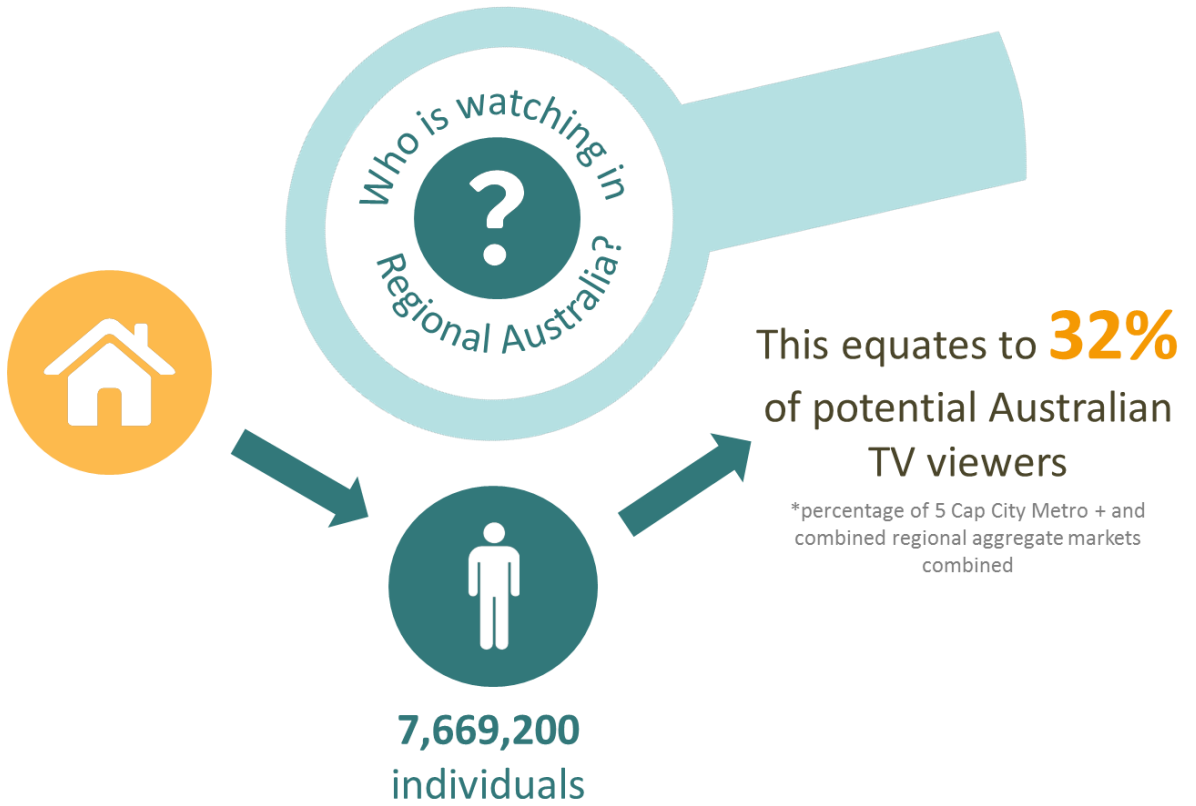 Who is watching in
Regional Australia?
?
7,669,200
individuals
This equates to 32%
of potential Australian
TV viewers
*percentage of 5 Cap City Metro + and
combined regional aggregate markets
combined